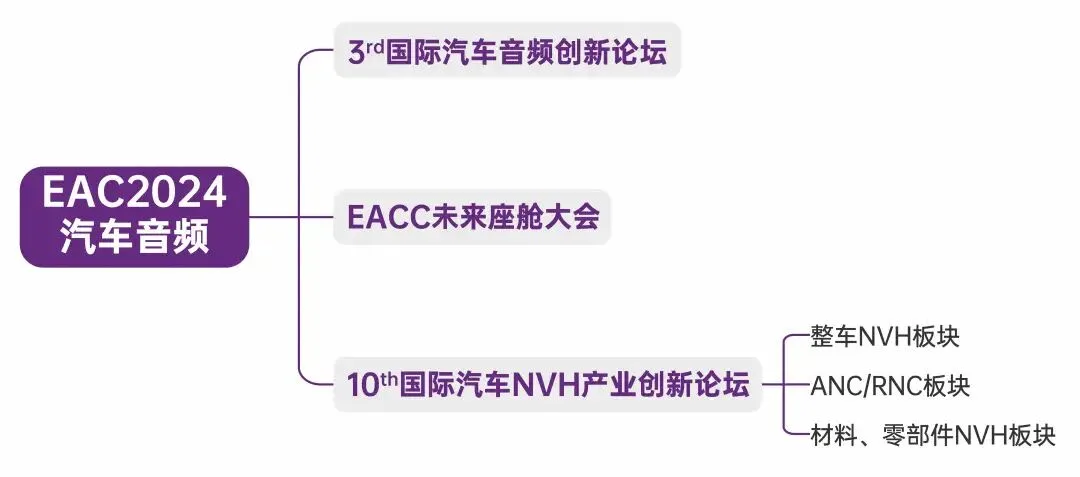 3rd国际汽车音频创新论坛
EAC2024
汽车音频
EACC未来座舱大会
10th国际汽车NVH产业创新论坛
整车NVH板块
ANC/RNC板块
材料、零部件NVH板块